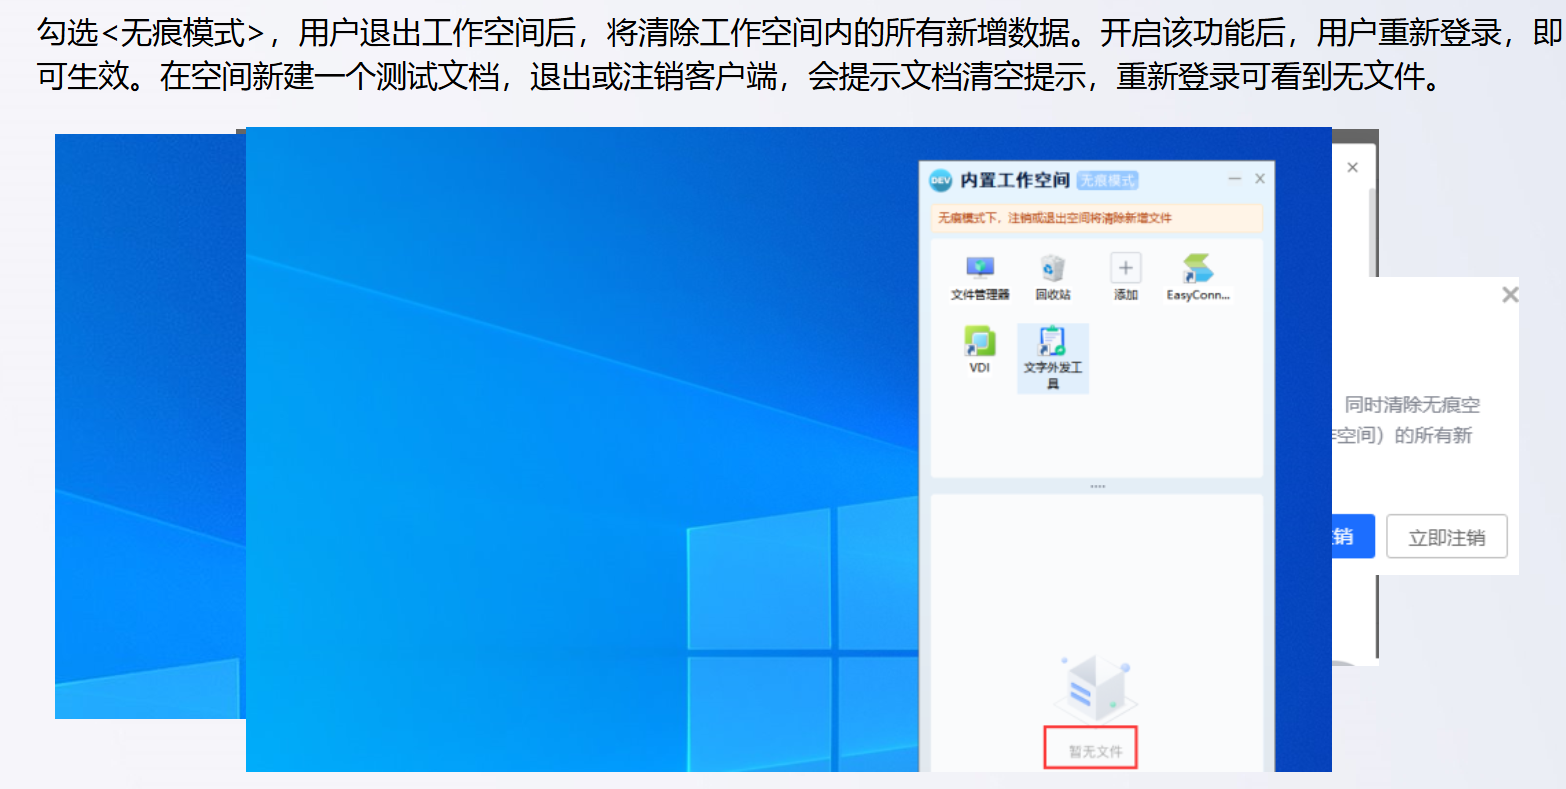 勾选<无痕模式>，用户退出工作空间后，将清除工作空间内的所有新增数据。开启该功能后，用户重新登录，即
可生效。在空间新建一个测试文档，退出或注销客户端，会提示文档清空提示，重新登录可看到无文件。
DEV 内置工作空间 无痕模式
无痕模式下，注销或退出空间将清除新增文件
文件管理器 回收站 添加 EasyConn...
VDI 文字外发工
具
同时清除无痕空
空间）的所有新
销 立即注销
暂无文件